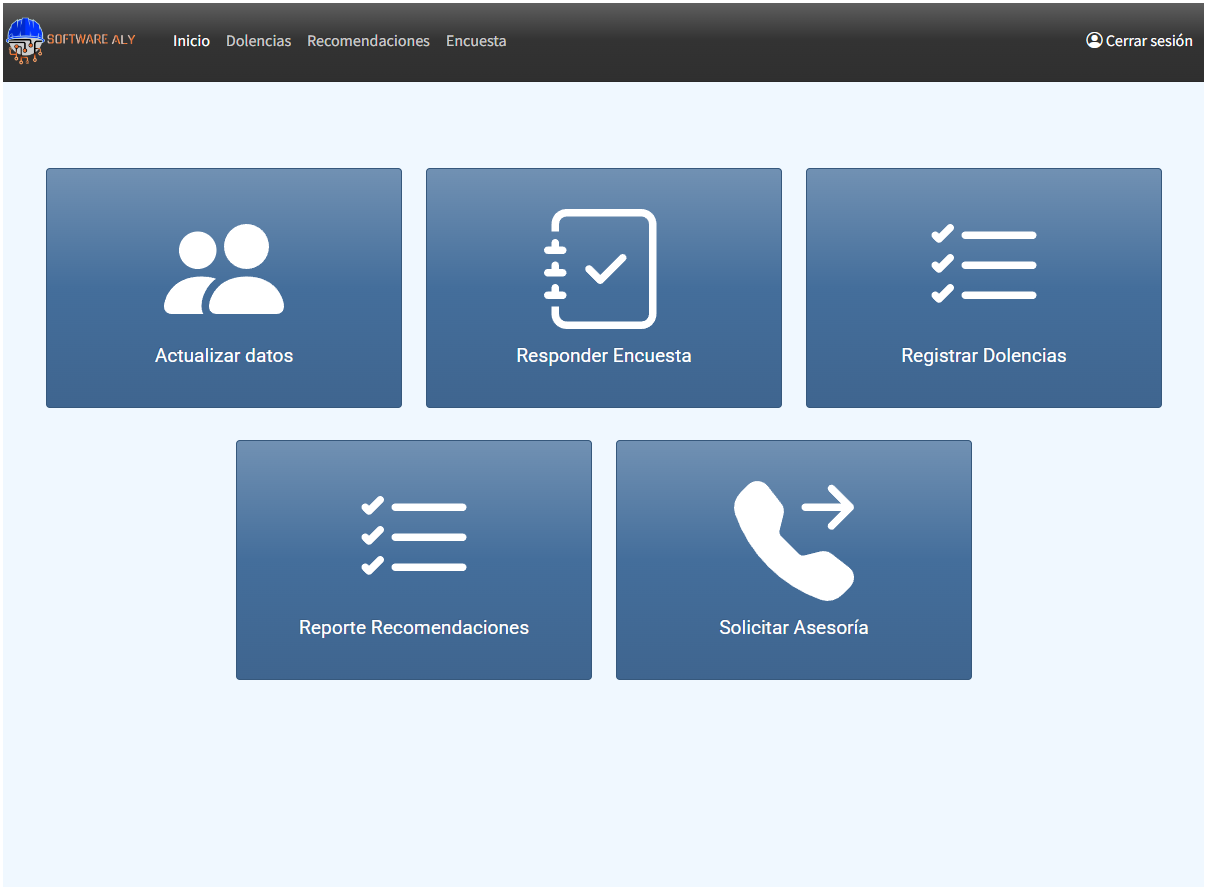 SOFTWARE ALY
Inicio Dolencias Recomendaciones Encuesta
Cerrar sesión
Actualizar datos
Responder Encuesta
Registrar Dolencias
Reporte Recomendaciones
Solicitar Asesoría